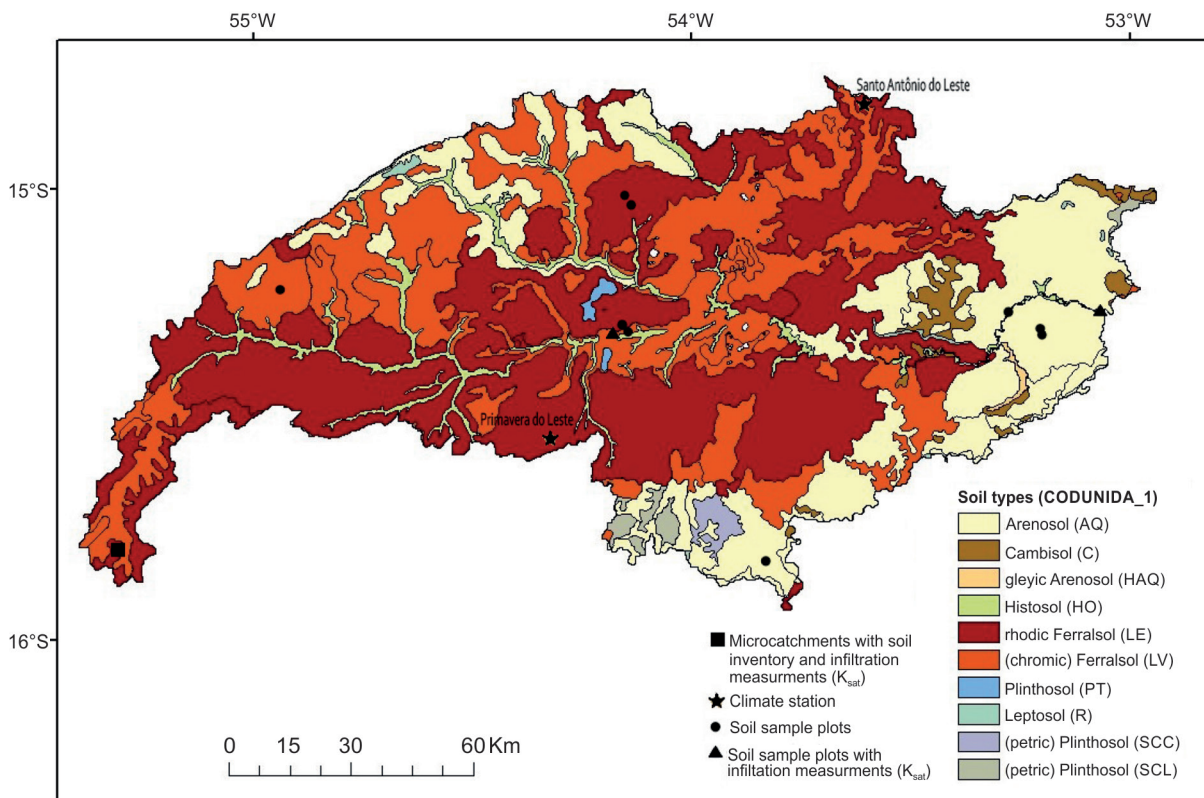 55°W 54°W 53°W
Santo Antônio do Leste
15°S
Primavera do Leste
16°S
Soil types (CODUNIDA_1)
Arenosol (AQ)
Cambisol (C)
gleyic Arenosol (HAQ)
Histosol (HO)
rhodic Ferralsol (LE)
(chromic) Ferralsol (LV)
Plinthosol (PT)
Leptosol (R)
(petric) Plinthosol (SCC)
(petric) Plinthosol (SCL)
Microcatchments with soil
inventory and infiltration
measurments (Ksat)
Climate station
Soil sample plots
Soil sample plots with
infiltation measurments (Ksat)
0 15 30 60 Km